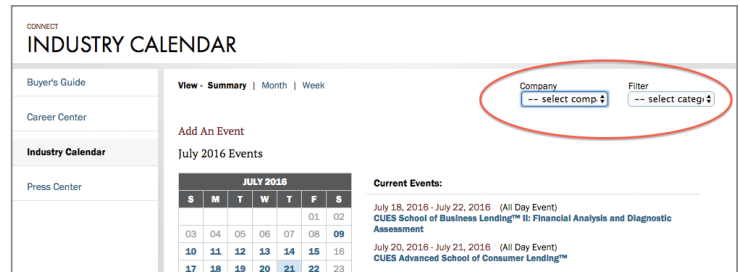 CONNECT
INDUSTRY CALENDAR
Buyer's Guide
Career Center
Industry Calendar
Press Center
View - Summary | Month | Week
Company
Filter
-- select comp
-- select categ
Add An Event
July 2016 Events
JULY 2016
S M T W T F S
01 02
03 04 05 06 07 08 09
10 11 12 13 14 15 16
17 18 19 20 21 22 23
Current Events:
July 18, 2016 - July 22, 2016 (All Day Event)
CUES School of Business Lending™ II: Financial Analysis and Diagnostic
Assessment
July 20, 2016 - July 21, 2016 (All Day Event)
CUES Advanced School of Consumer Lending™